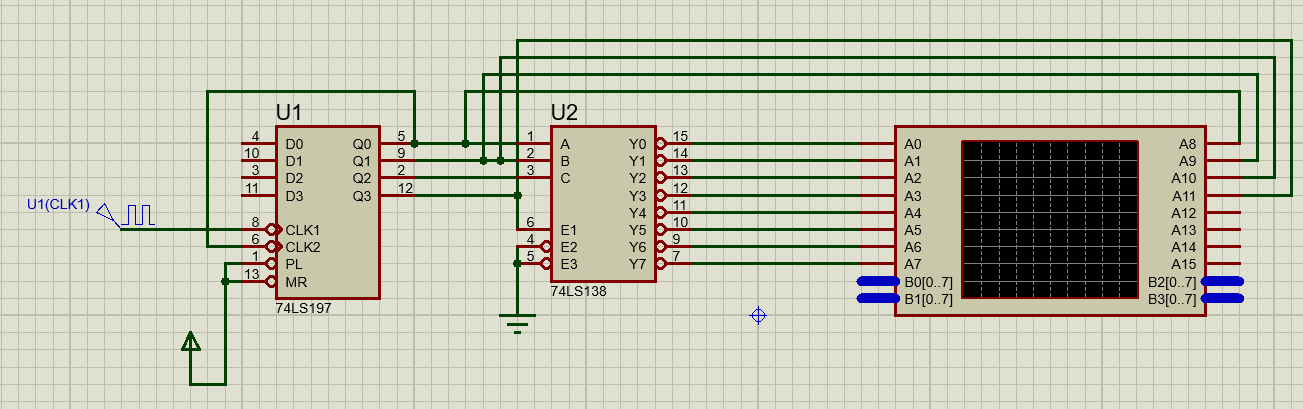 U1
4 D0 Q0 5
10 D1 Q1 9
3 D2 Q2 2
11 D3 Q3 12
U1(CLK1)
8 CLK1
6 CLK2
1 PL
13 MR
74LS197
U2
1 A Y0 15
2 B Y1 14
3 C Y2 13
Y3 12
Y4 11
6 E1 Y5 10
4 E2 Y6 9
5 E3 Y7 7
74LS138
A0 A8
A1 A9
A2 A10
A3 A11
A4 A12
A5 A13
A6 A14
A7 A15
B0[0..7] B2[0..7]
B1[0..7] B3[0..7]